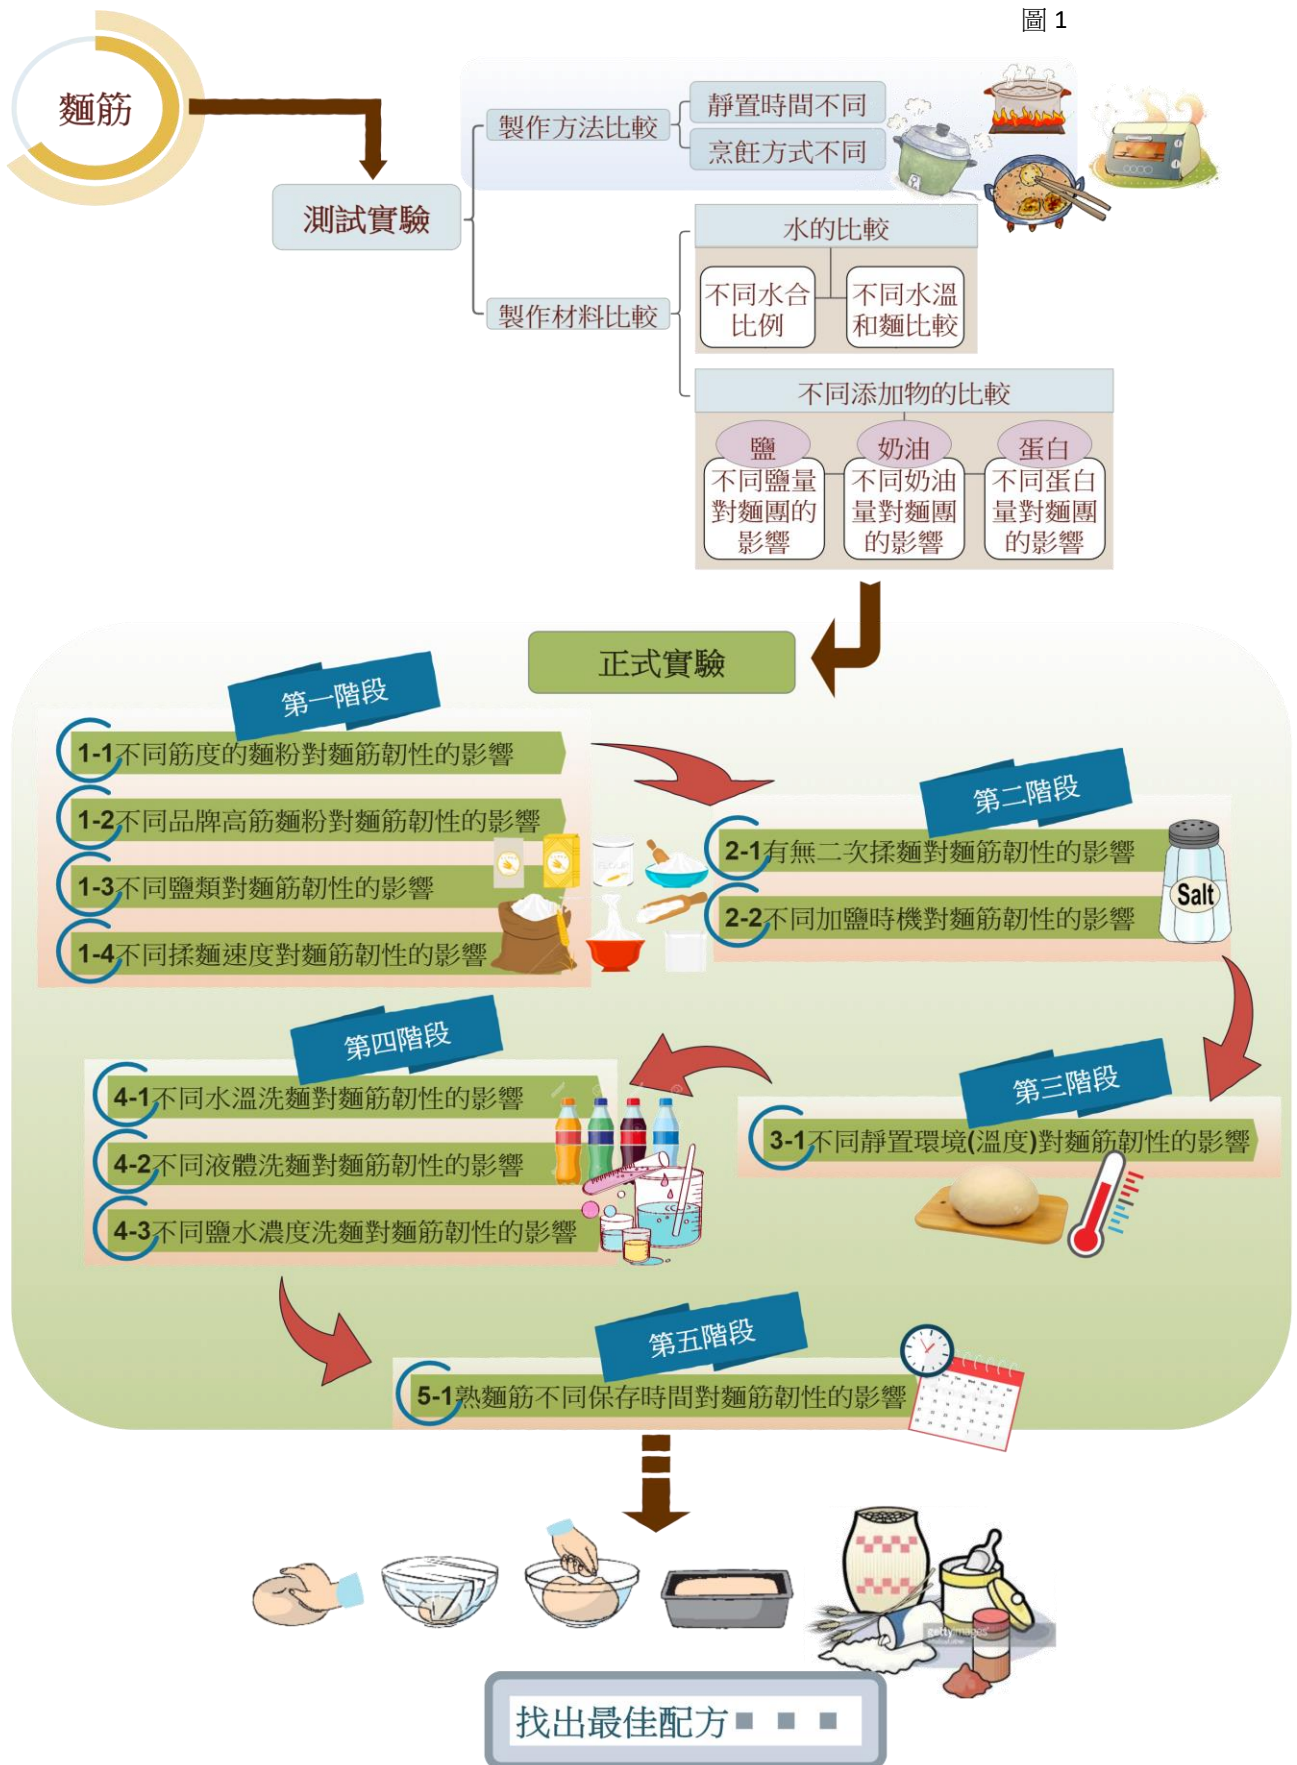 圖 1
麵筋
測試實驗
製作方法比較
靜置時間不同
烹飪方式不同
製作材料比較
水的比較
不同水合
比例
不同水溫
和麵比較
不同添加物的比較
鹽
不同鹽量
對麵團的
影響
奶油
不同奶油
量對麵團
的影響
蛋白
不同蛋白
量對麵團
的影響
正式實驗
第一階段
1-1不同筋度的麵粉對麵筋韌性的影響
1-2不同品牌高筋麵粉對麵筋韌性的影響
1-3不同鹽類對麵筋韌性的影響
1-4不同揉麵速度對麵筋韌性的影響
第二階段
2-1有無二次揉麵對麵筋韌性的影響
2-2不同加鹽時機對麵筋韌性的影響
Salt
第三階段
3-1不同靜置環境(溫度)對麵筋韌性的影響
第四階段
4-1不同水溫洗麵對麵筋韌性的影響
4-2不同液體洗麵對麵筋韌性的影響
4-3不同鹽水濃度洗麵對麵筋韌性的影響
第五階段
5-1熟麵筋不同保存時間對麵筋韌性的影響
gettyimages
找出最佳配方